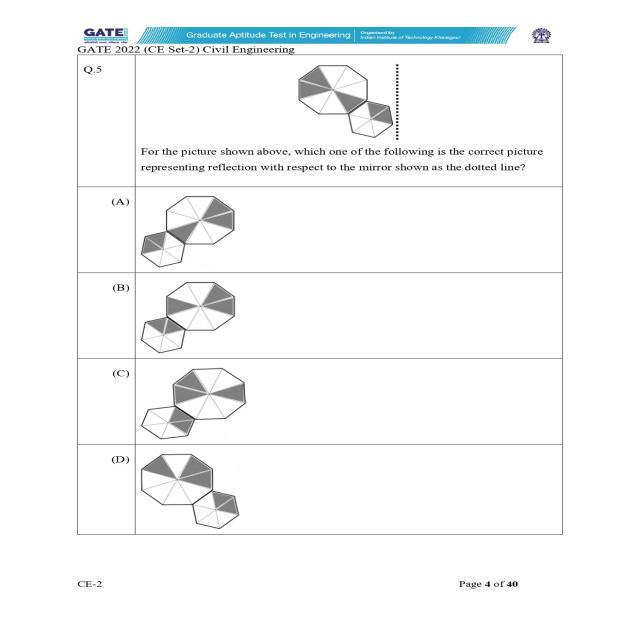 GATE
Graduate Aptitude Test in Engineering
Organised by
Indian Institute of Technology Kharagpur
GATE 2022 (CE Set-2) Civil Engineering
Q.5
For the picture shown above, which one of the following is the correct picture
representing reflection with respect to the mirror shown as the dotted line?
(A)
(B)
(C)
(D)
CE-2
Page 4 of 40